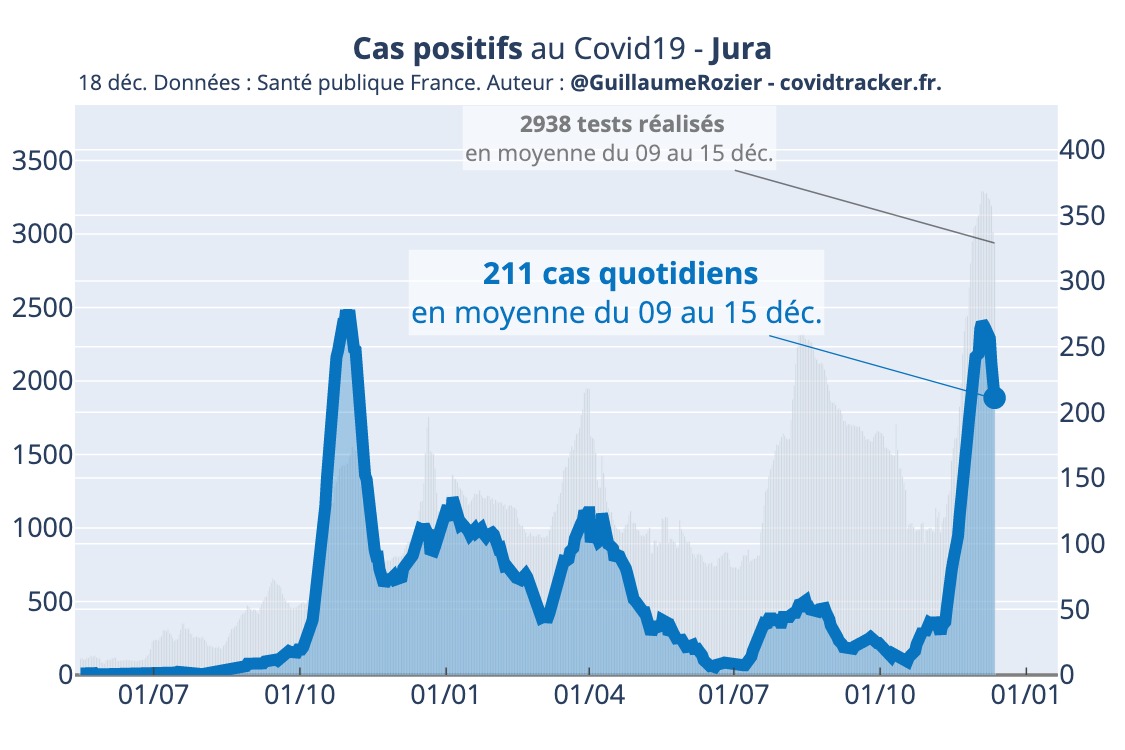 Cas positifs au Covid19 - Jura
18 déc. Données : Santé publique France. Auteur : @GuillaumeRozier - covidtracker.fr.
2938 tests réalisés
en moyenne du 09 au 15 déc.
211 cas quotidiens
en moyenne du 09 au 15 déc.
3500
3000
2500
2000
1500
1000
500
0
400
350
300
250
200
150
100
50
0
01/07 01/10 01/01 01/04 01/07 01/10 01/01